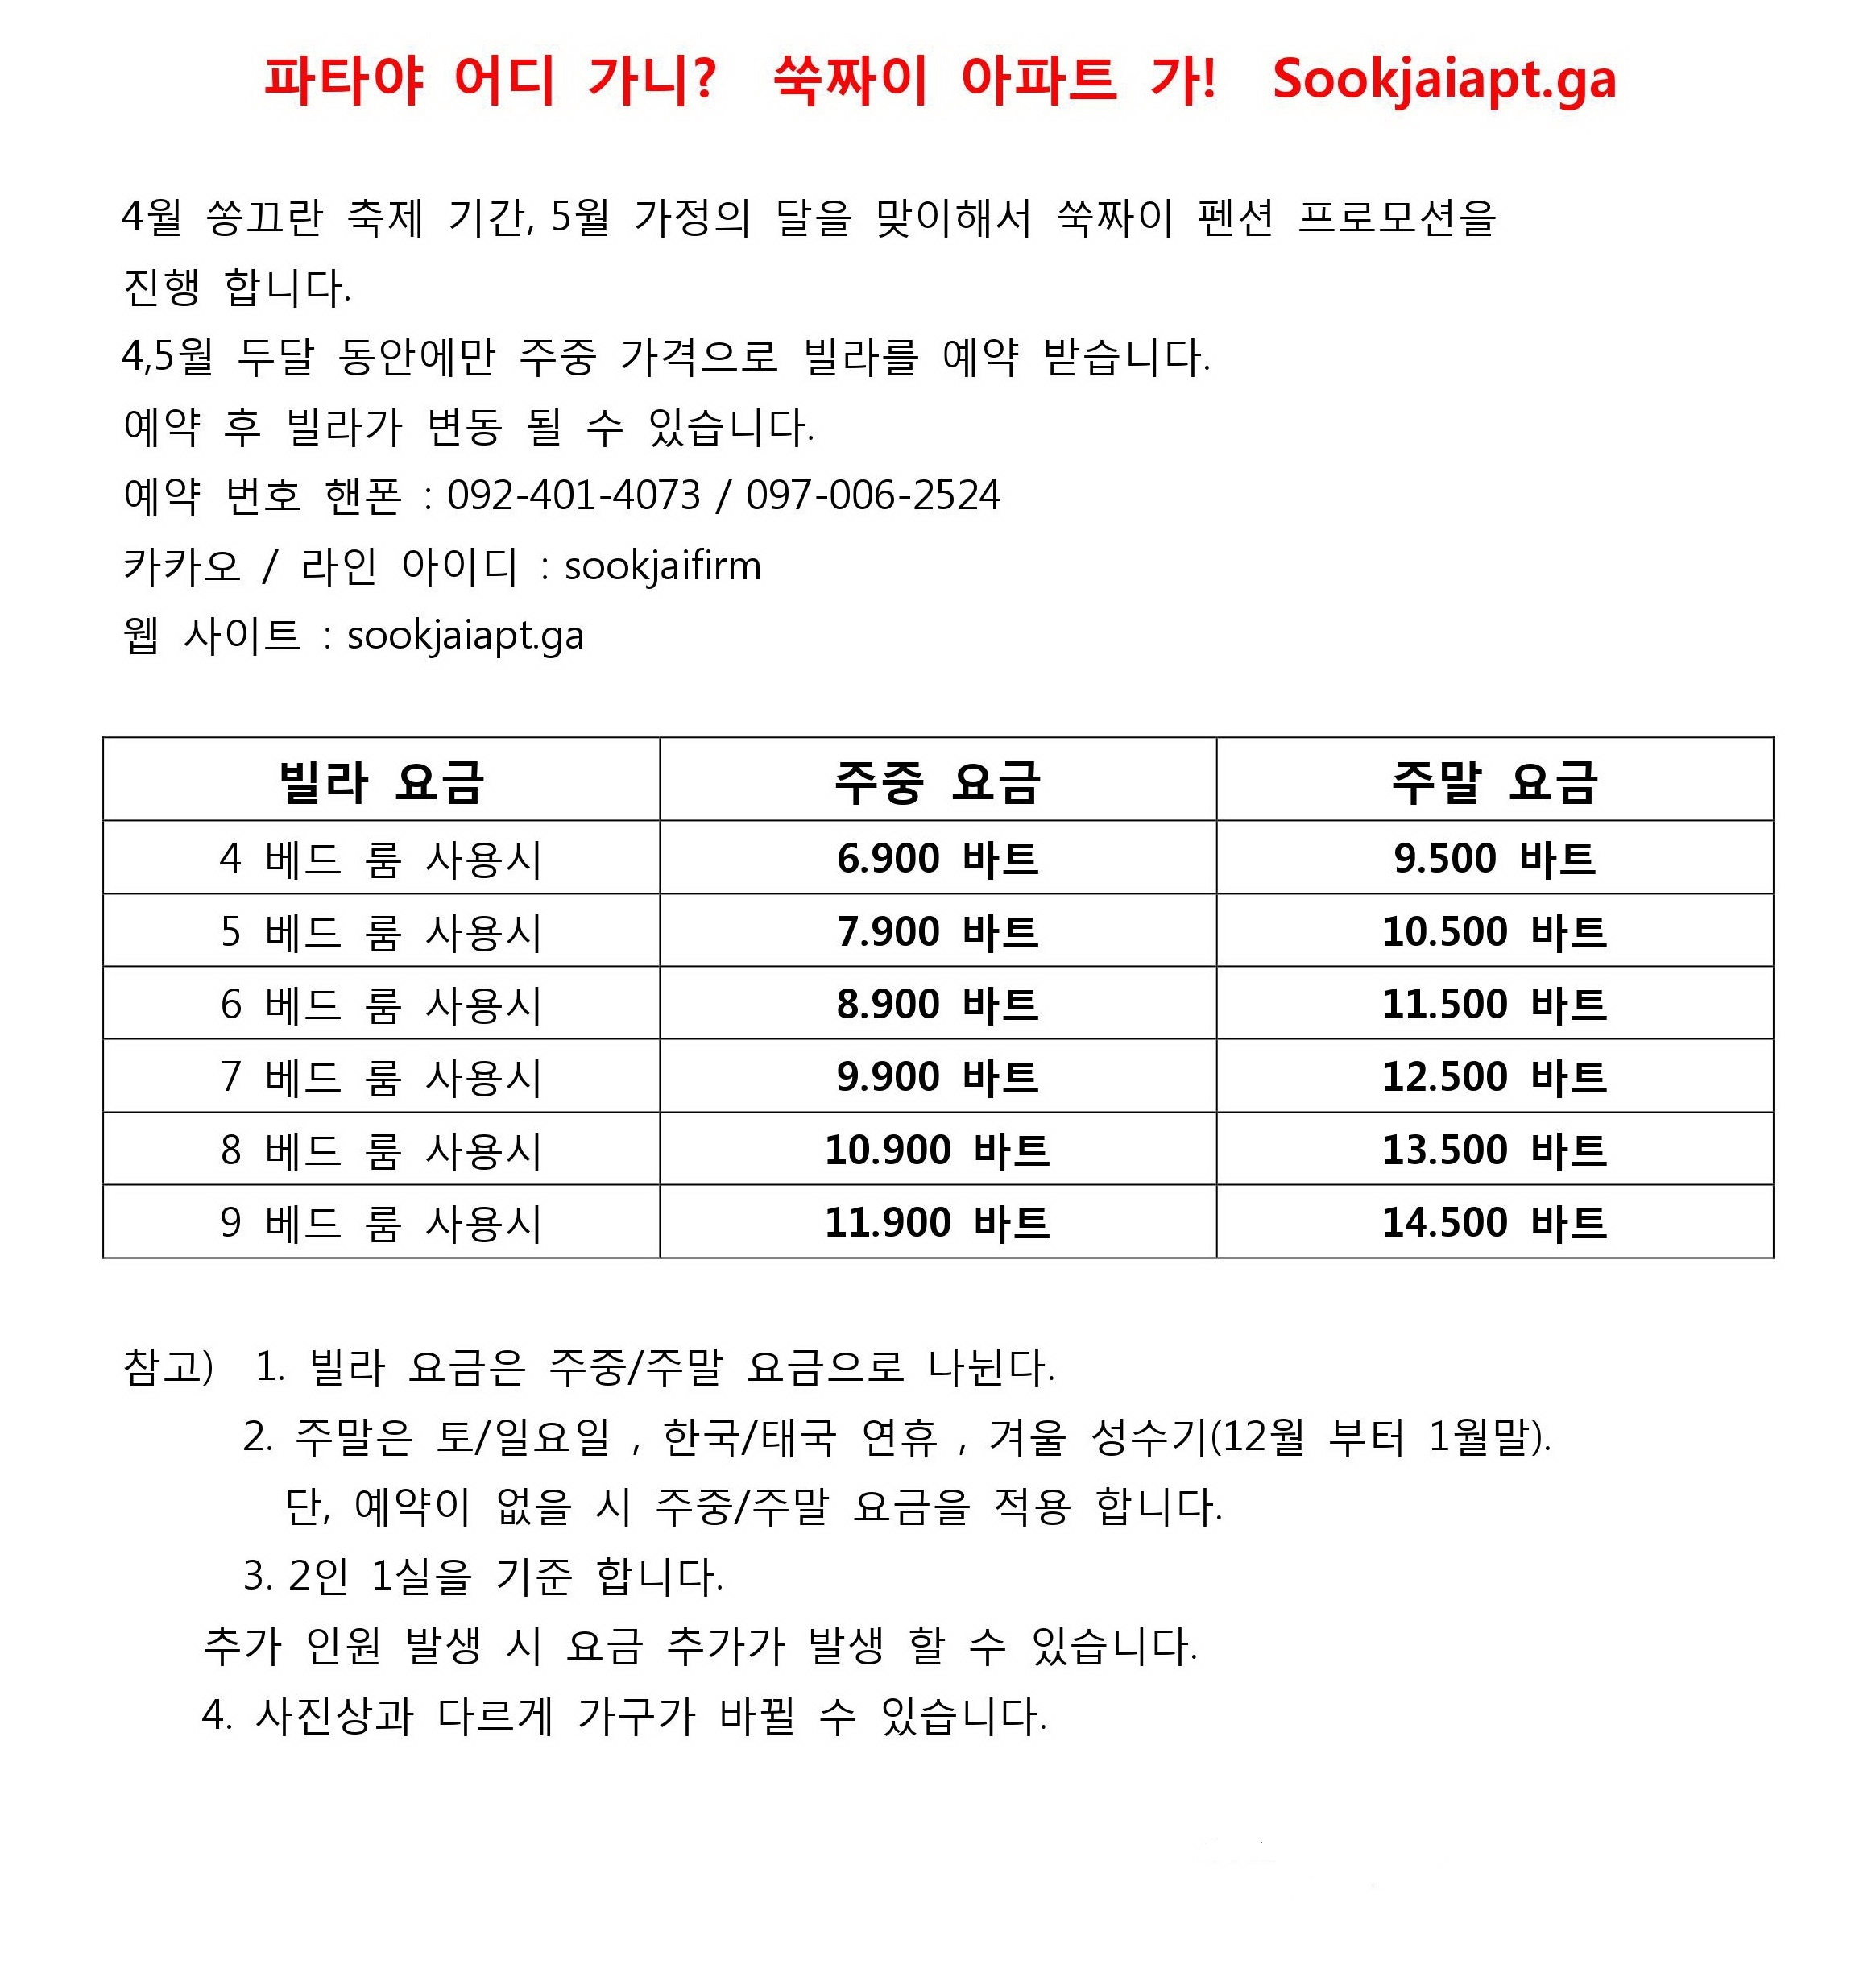 파타야 어디 가니? 쑥짜이 아파트 가! Sookjaiapt.ga
4월 쏭끄란 축제 기간, 5월 가정의 달을 맞이해서 쑥짜이 펜션 프로모션을
진행 합니다.
4,5월 두달 동안에만 주중 가격으로 빌라를 예약 받습니다.
예약 후 빌라가 변동 될 수 있습니다.
예약 번호 핸폰 : 092-401-4073 / 097-006-2524
카카오 / 라인 아이디 : sookjaifirm
웹 사이트 : sookjaiapt.ga
빌라 요금 주중 요금 주말 요금
4 베드 룸 사용시 6.900 바트 9.500 바트
5 베드 룸 사용시 7.900 바트 10.500 바트
6 베드 룸 사용시 8.900 바트 11.500 바트
7 베드 룸 사용시 9.900 바트 12.500 바트
8 베드 룸 사용시 10.900 바트 13.500 바트
9 베드 룸 사용시 11.900 바트 14.500 바트
참고) 1. 빌라 요금은 주중/주말 요금으로 나뉜다.
2. 주말은 토/일요일 , 한국/태국 연휴 , 겨울 성수기(12월 부터 1월말).
단, 예약이 없을 시 주중/주말 요금을 적용 합니다.
3. 2인 1실을 기준 합니다.
추가 인원 발생 시 요금 추가가 발생 할 수 있습니다.
4. 사진상과 다르게 가구가 바뀔 수 있습니다.